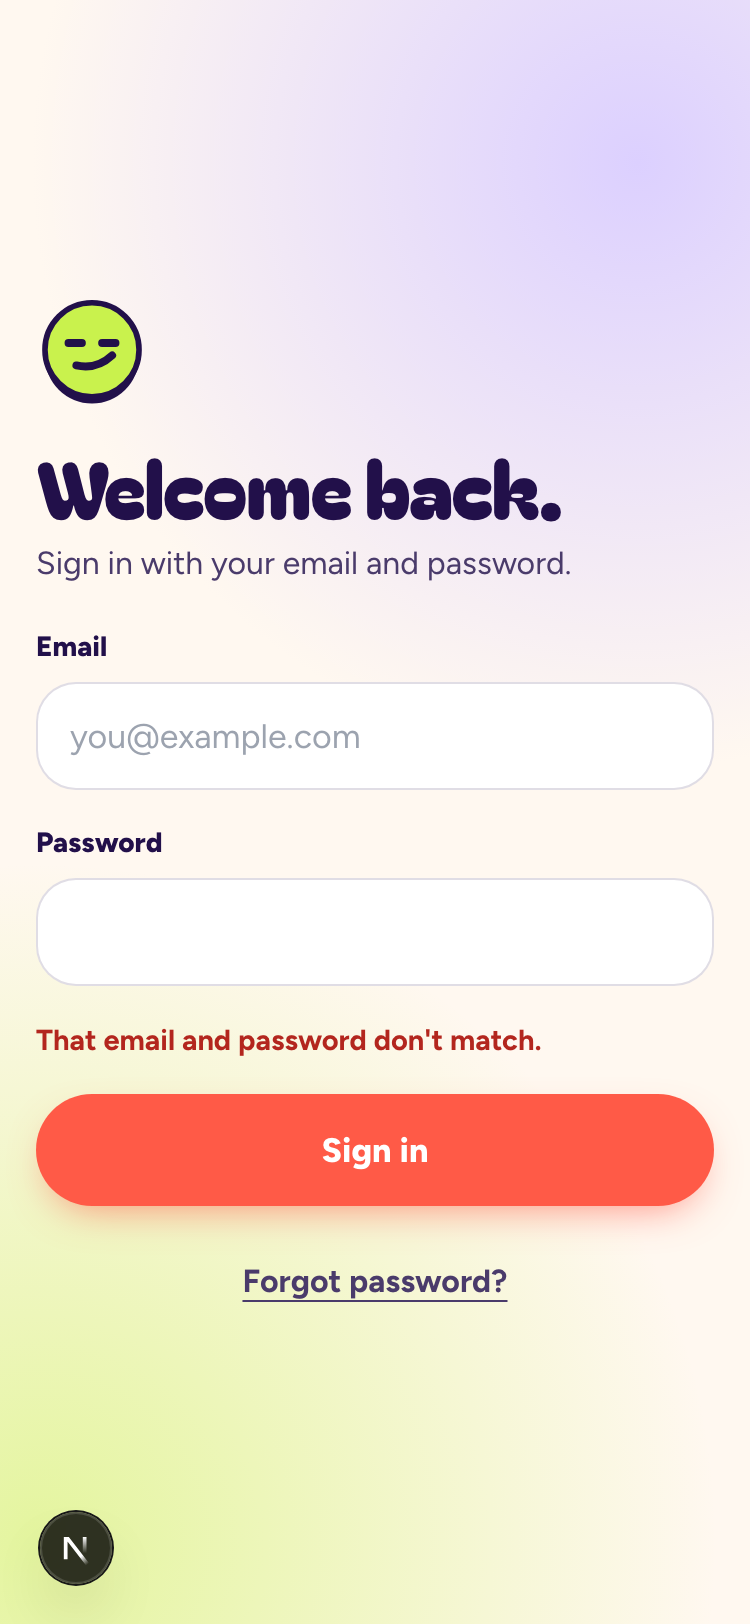 Welcome back.
Sign in with your email and password.
Email
you@example.com
Password
That email and password don't match.
Sign in
Forgot password?
N